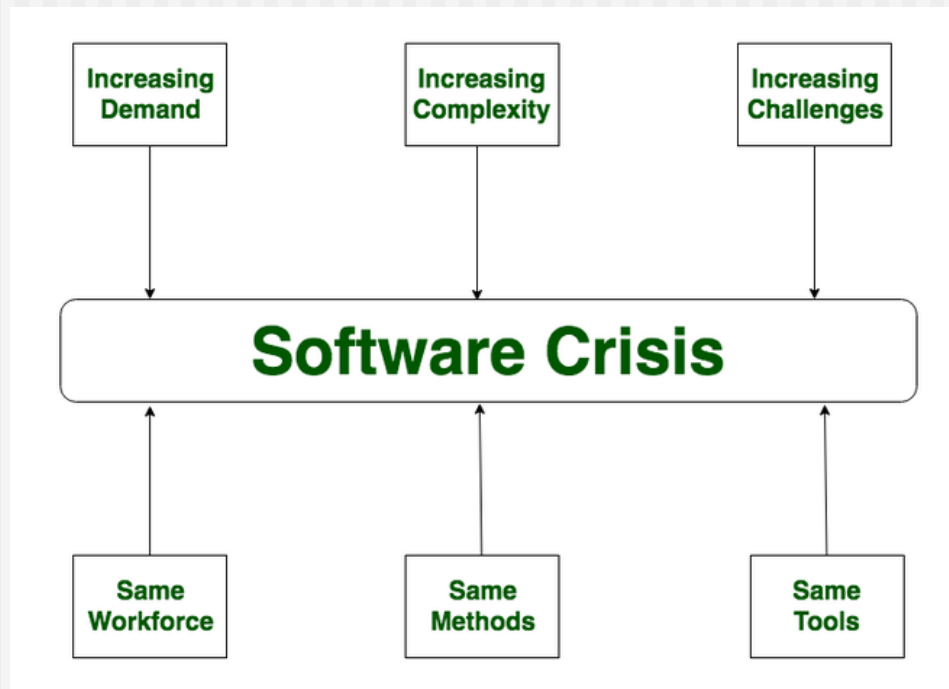 Increasing
Demand
Increasing
Complexity
Increasing
Challenges
Software Crisis
Same
Workforce
Same
Methods
Same
Tools